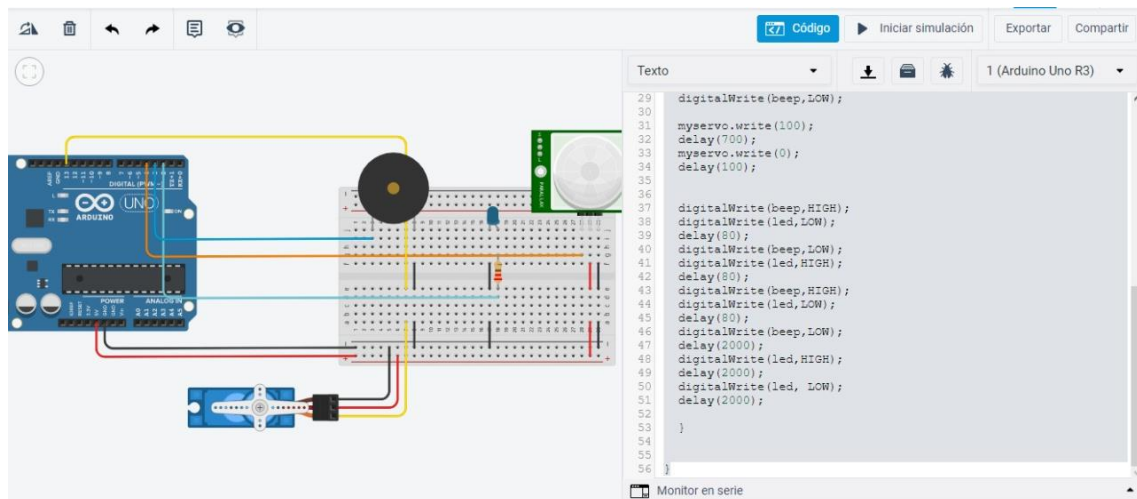 Código
Iniciar simulación
Exportar
Compartir
Texto
1 (Arduino Uno R3)
DIGITAL (PWM
UNO
ARDUINO
ON
POWER
ANALOG IN
PARALLAX
29 digitalWrite(beep,LOW);
30
31 myservo.write(100);
32 delay(700);
33 myservo.write(0);
34 delay(100);
35
36
37 digitalWrite(beep,HIGH);
38 digitalWrite(led,LOW);
39 delay(80);
40 digitalWrite(beep,LOW);
41 digitalWrite(led,HIGH);
42 delay(80);
43 digitalWrite(beep,HIGH);
44 digitalWrite(led,LOW);
45 delay(80);
46 digitalWrite(beep,LOW);
47 delay(2000);
48 digitalWrite(led,HIGH);
49 delay(2000);
50 digitalWrite(led, LOW);
51 delay(2000);
52
53 }
54
55
56 }
Monitor en serie